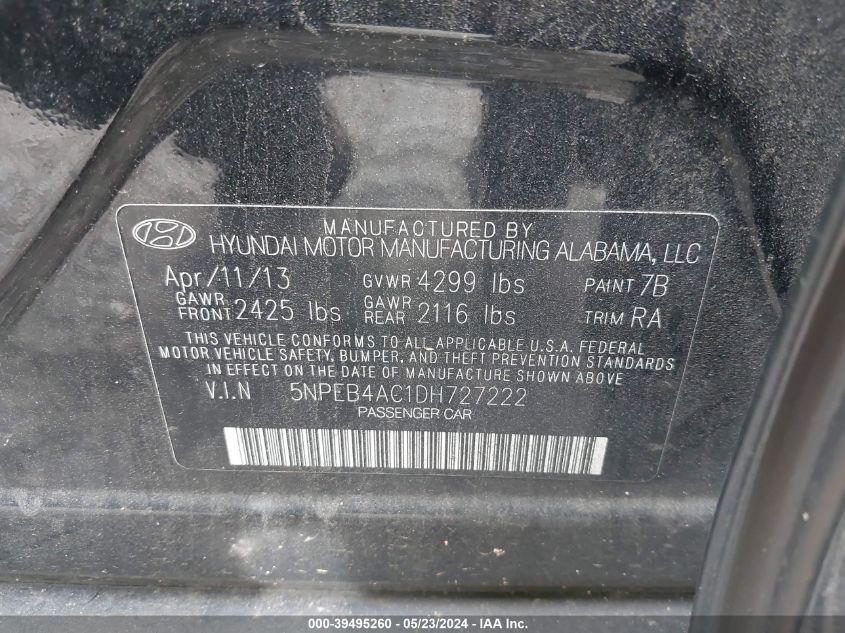 MANUFACTURED BY
HYUNDAI MOTOR MANUFACTURING ALABAMA, LLC
Apr/11/13 GVWR 4299 lbs PAINT 7B
GAWR FRONT 2425 lbs GAWR REAR 2116 lbs TRIM RA
THIS VEHICLE CONFORMS TO ALL APPLICABLE U.S.A. FEDERAL
MOTOR VEHICLE SAFETY, BUMPER, AND THEFT PREVENTION STANDARDS
IN EFFECT ON THE DATE OF MANUFACTURE SHOWN ABOVE
V.I.N 5NPEB4AC1DH727222
PASSENGER CAR
000-39495260 - 05/23/2024 - IAA Inc.